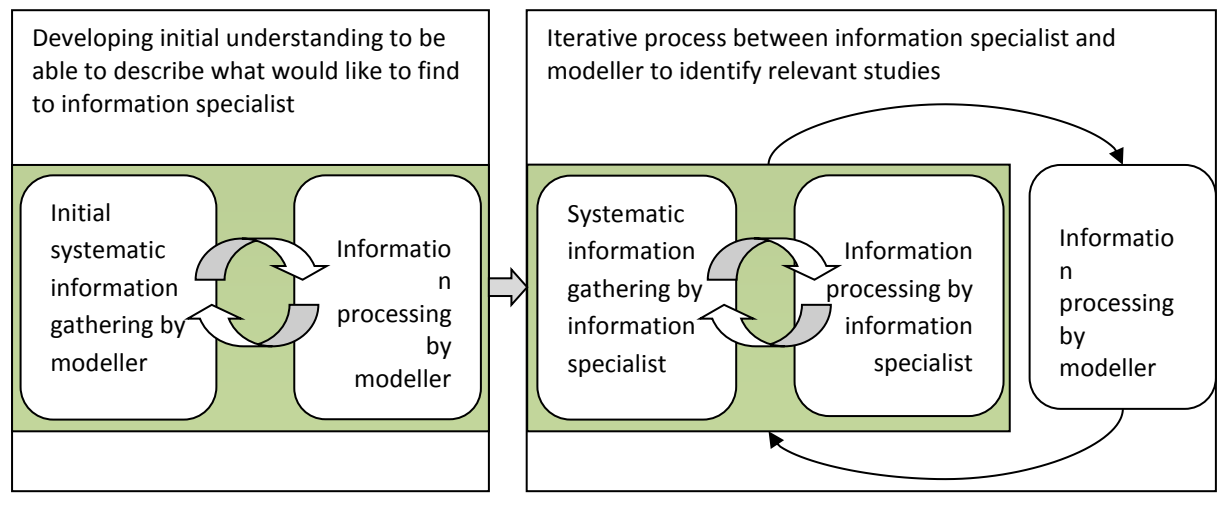 Developing initial understanding to be
able to describe what would like to find
to information specialist
Initial
systematic
information
gathering by
modeller
Informatio
n
processing
by
modeller
Iterative process between information specialist and
modeller to identify relevant studies
Systematic
information
gathering by
information
specialist
Information
processing by
information
specialist
Informatio
n
processing
by
modeller